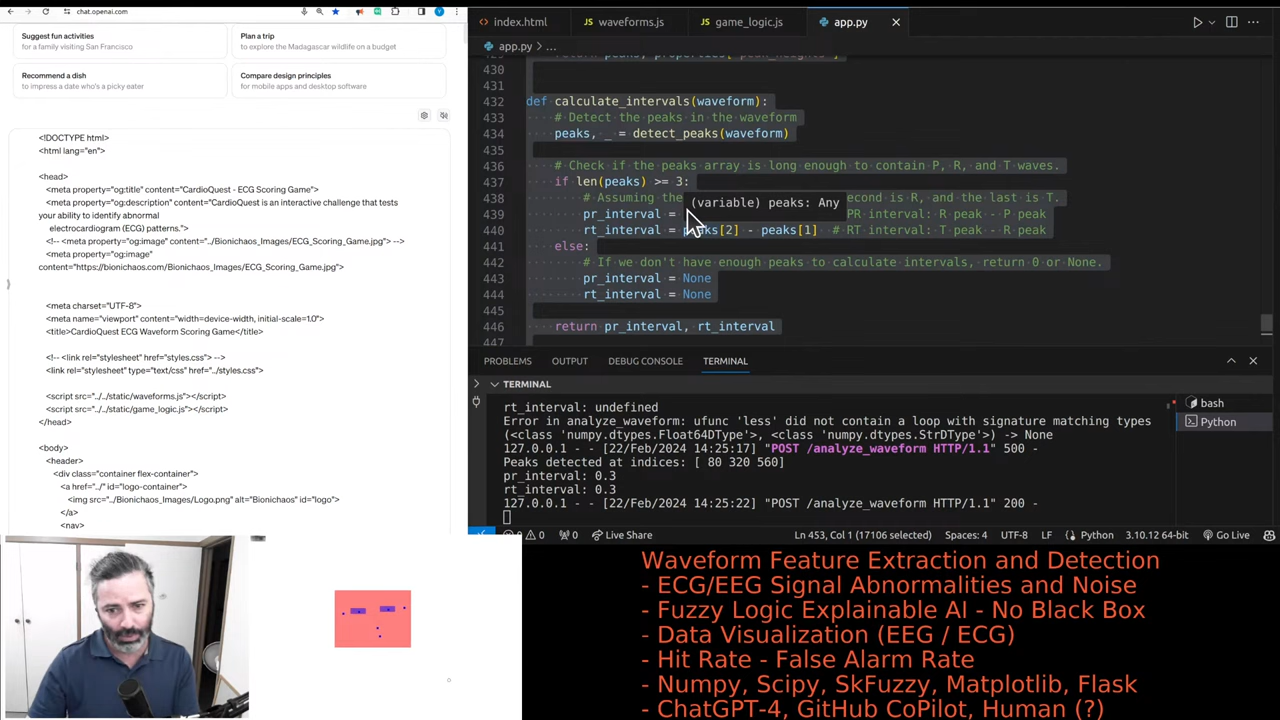 chat.openai.com
Suggest fun activities
for a family visiting San Francisco
Plan a trip
to explore the Madagascar wildlife on a budget
Recommend a dish
to impress a date who's a picky eater
Compare design principles
for mobile apps and desktop software
<!DOCTYPE html>
<html lang="en">
<head>
<meta property="og:title" content="CardioQuest - ECG Scoring Game">
<meta property="og:description" content="CardioQuest is an interactive challenge that tests
your ability to identify abnormal
electrocardiogram (ECG) patterns.">
<!-- <meta property="og:image" content="../Bionichaos_Images/ECG_Scoring_Game.jpg"> -->
<meta property="og:image"
content="https://bionichaos.com/Bionichaos_Images/ECG_Scoring_Game.jpg">
<meta charset="UTF-8">
<meta name="viewport" content="width=device-width, initial-scale=1.0">
<title>CardioQuest ECG Waveform Scoring Game</title>
<!-- <link rel="stylesheet" href="styles.css"> -->
<link rel="stylesheet" type="text/css" href="../styles.css">
<script src="../../static/waveforms.js"></script>
<script src="../../static/game_logic.js"></script>
</head>
<body>
<header>
<div class="container flex-container">
<a href="../" id="logo-container">
<img src="../Bionichaos_Images/Logo.png" alt="Bionichaos" id="logo">
</a>
<nav>
index.html
JS waveforms.js
JS game_logic.js
app.py
app.py > ...
430
431
432 def calculate_intervals(waveform):
433 # Detect the peaks in the waveform
434 peaks, _ = detect_peaks(waveform)
435
436 # Check if the peaks array is long enough to contain P, R, and T waves.
437 if len(peaks) >= 3:
438 # Assuming the econd is R, and the last is T.
(variable) peaks: Any
439 pr_interval = PR interval: R peak - P peak
440 rt_interval = peaks[2] - peaks[1] # RT interval: T peak - R peak
441 else:
442 # If we don't have enough peaks to calculate intervals, return 0 or None.
443 pr_interval = None
444 rt_interval = None
445
446 return pr_interval, rt_interval
447
PROBLEMS OUTPUT DEBUG CONSOLE TERMINAL
TERMINAL
rt_interval: undefined
Error in analyze_waveform: ufunc 'less' did not contain a loop with signature matching types
(<class 'numpy.dtypes.Float64DType'>, <class 'numpy.dtypes.StrDType'>) -> None
127.0.0.1 - - [22/Feb/2024 14:25:17] "POST /analyze_waveform HTTP/1.1" 500 -
Peaks detected at indices: [ 80 320 560]
pr_interval: 0.3
rt_interval: 0.3
127.0.0.1 - - [22/Feb/2024 14:25:22] "POST /analyze_waveform HTTP/1.1" 200 -
bash
Python
0 0 Live Share
Ln 453, Col 1 (17106 selected) Spaces: 4 UTF-8 LF Python 3.10.12 64-bit Go Live
Waveform Feature Extraction and Detection
- ECG/EEG Signal Abnormalities and Noise
- Fuzzy Logic Explainable AI - No Black Box
- Data Visualization (EEG / ECG)
- Hit Rate - False Alarm Rate
- Numpy, Scipy, SkFuzzy, Matplotlib, Flask
- ChatGPT-4, GitHub CoPilot, Human (?)